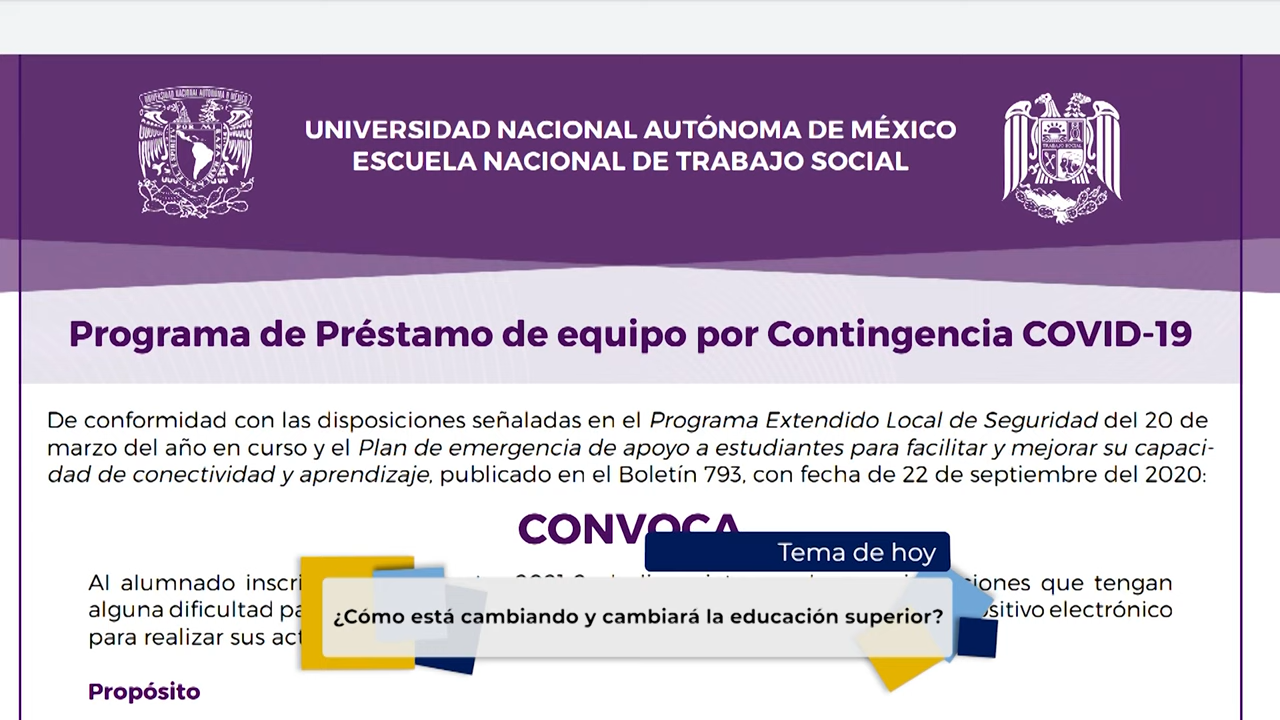 UNIVERSIDAD NACIONAL AUTÓNOMA DE MÉXICO
ESCUELA NACIONAL DE TRABAJO SOCIAL
Programa de Préstamo de equipo por Contingencia COVID-19
De conformidad con las disposiciones señaladas en el Programa Extendido Local de Seguridad del 20 de
marzo del año en curso y el Plan de emergencia de apoyo a estudiantes para facilitar y mejorar su capaci-
dad de conectividad y aprendizaje, publicado en el Boletín 793, con fecha de 22 de septiembre del 2020:
CONVOCA
Tema de hoy
Al alumnado que tengan
alguna dificultad electrónico
para realizar sus
¿Cómo está cambiando y cambiará la educación superior?
Propósito